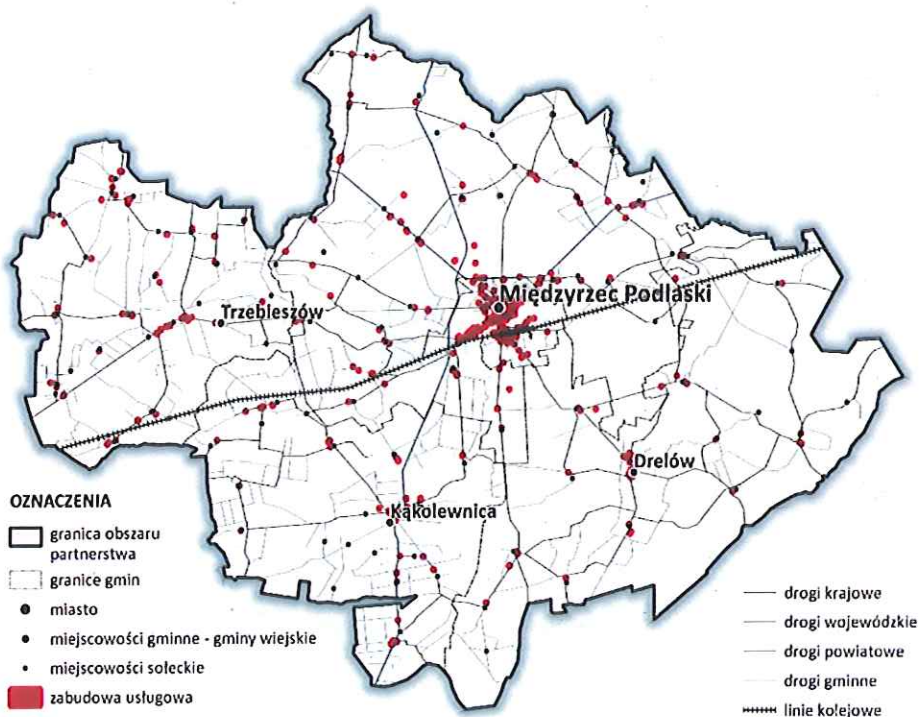 Międzyrzec Podlaski
Trzebleszów
Drelów
Kąkolewnica
OZNACZENIA
granica obszaru
partnerstwa
granice gmin
miasto
miejscowości gminne - gminy wiejskie
miejscowości sołeckie
zabudowa usługowa
drogi krajowe
drogi wojewódzkie
drogi powiatowe
drogi gminne
linie kolejowe